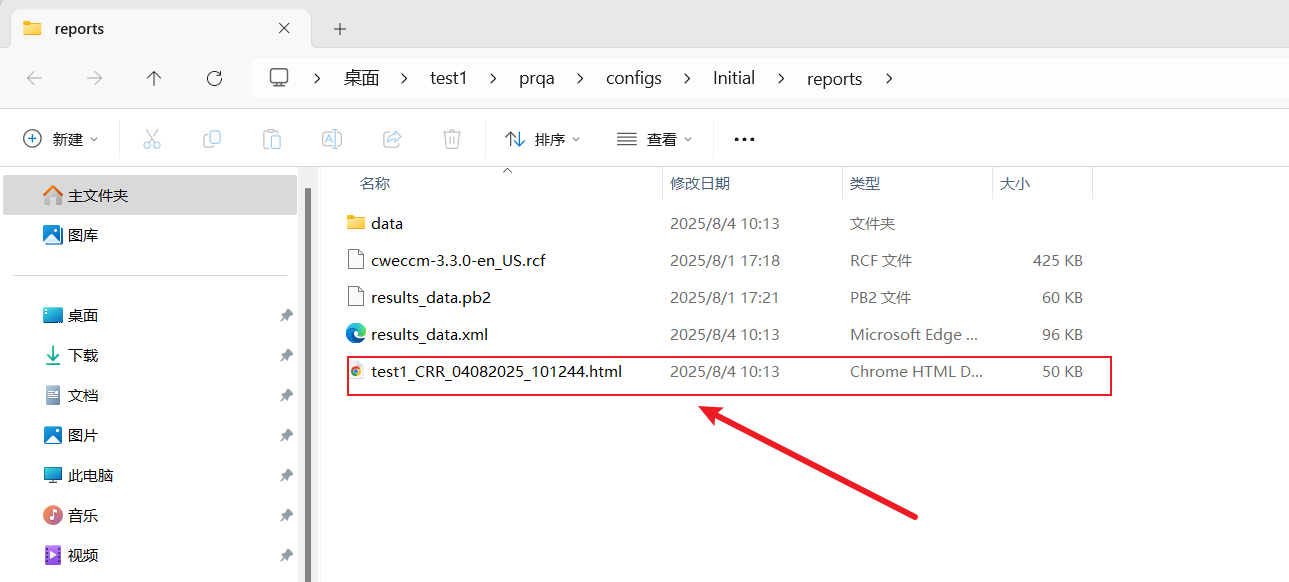 reports
桌面 > test1 > prqa > configs > Initial > reports >
新建 排序 查看
名称 修改日期 类型 大小
主文件夹
图库
桌面
下载
文档
图片
此电脑
音乐
视频
data 2025/8/4 10:13 文件夹
cweccm-3.3.0-en_US.rcf 2025/8/1 17:18 RCF 文件 425 KB
results_data.pb2 2025/8/1 17:21 PB2 文件 60 KB
results_data.xml 2025/8/4 10:13 Microsoft Edge ... 96 KB
test1_CRR_04082025_101244.html 2025/8/4 10:13 Chrome HTML D... 50 KB